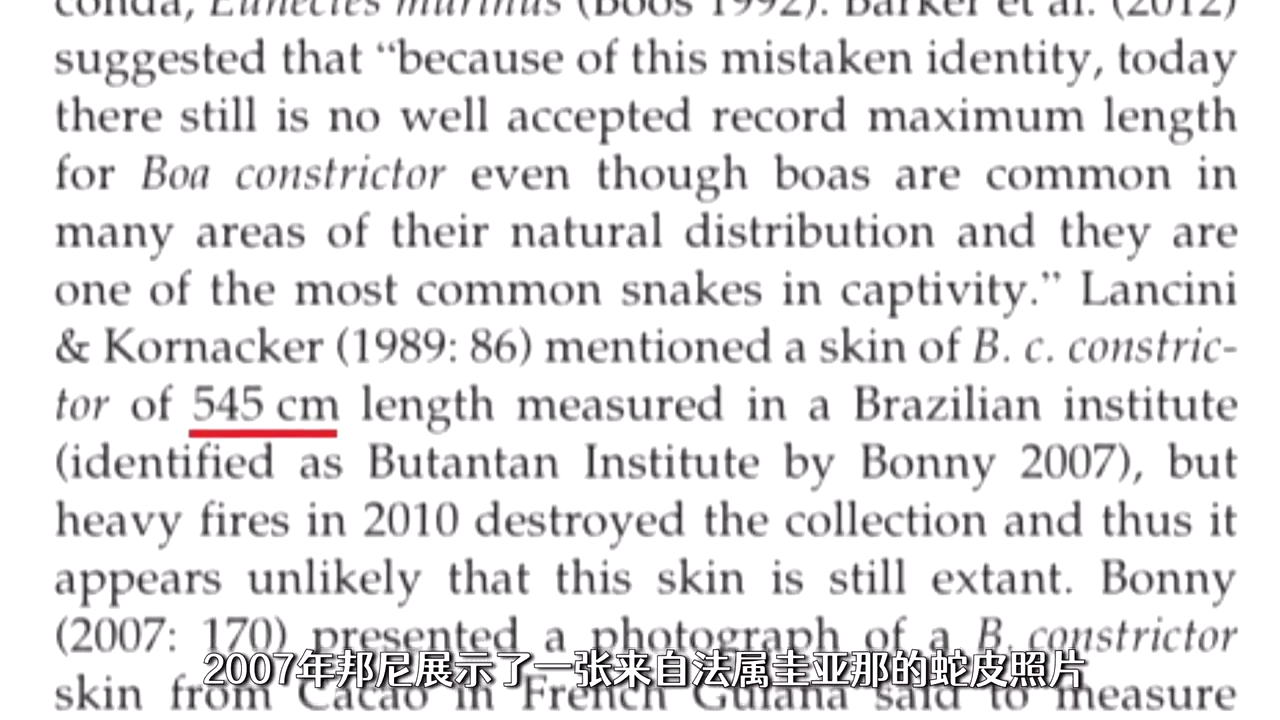 conda, Eunectes murinus (Boos 1992). Barker et al. (2012)
suggested that “because of this mistaken identity, today
there still is no well accepted record maximum length
for Boa constrictor even though boas are common in
many areas of their natural distribution and they are
one of the most common snakes in captivity.” Lancini
& Kornacker (1989: 86) mentioned a skin of B. c. constric-
tor of 545 cm length measured in a Brazilian institute
(identified as Butantan Institute by Bonny 2007), but
heavy fires in 2010 destroyed the collection and thus it
appears unlikely that this skin is still extant. Bonny
(2007: 170) presented a photograph of a B. constrictor
2007年邦尼展示了一张来自法属圭亚那的蛇皮照片
skin from Cacao in French Guiana said to measure